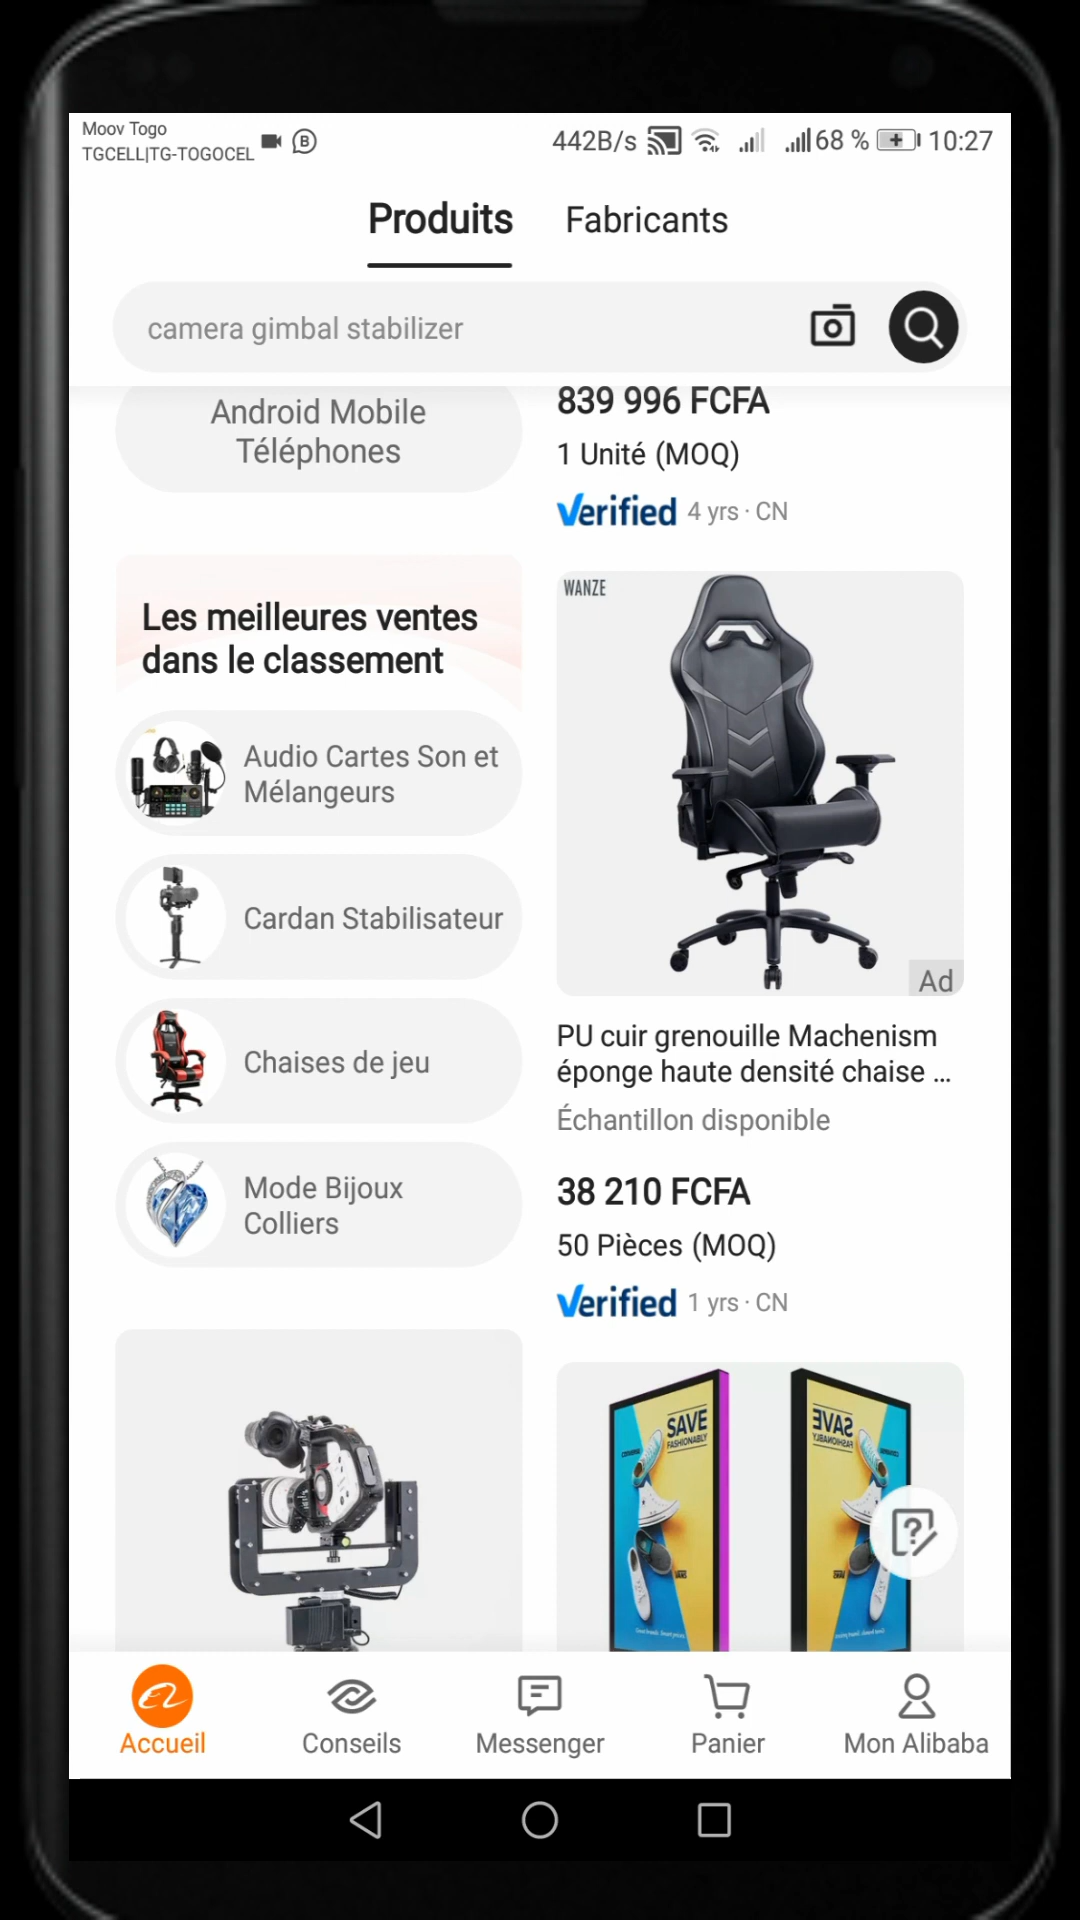 Moov Togo
TGCELL|TG-TOGOCEL
442B/s
68 %
10:27
Produits
Fabricants
camera gimbal stabilizer
Android Mobile
Téléphones
Les meilleures ventes
dans le classement
Audio Cartes Son et
Mélangeurs
Cardan Stabilisateur
Chaises de jeu
Mode Bijoux
Colliers
839 996 FCFA
1 Unité (MOQ)
Verified 4 yrs · CN
WANZE
Ad
PU cuir grenouille Machenism
éponge haute densité chaise ...
Échantillon disponible
38 210 FCFA
50 Pièces (MOQ)
Verified 1 yrs · CN
SAVE
FASHIONABLY
SAVE
FASHIONABLY
Accueil
Conseils
Messenger
Panier
Mon Alibaba